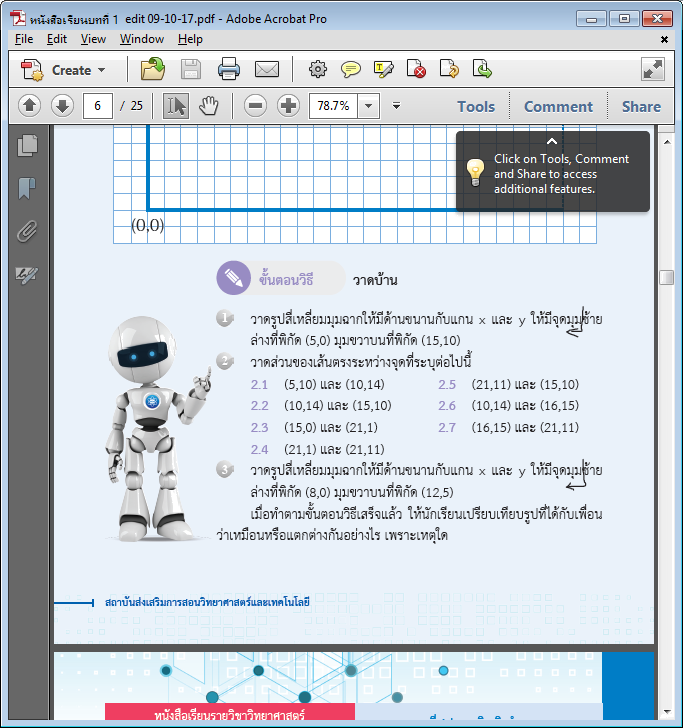 หนังสือเรียนบทที่ 1 edit 09-10-17.pdf - Adobe Acrobat Pro
File Edit View Window Help
Create
6 / 25 78.7% Tools Comment Share
Click on Tools, Comment
and Share to access
additional features.
(0,0)
ขั้นตอนวิธี วาดบ้าน
1 วาดรูปสี่เหลี่ยมมุมฉากให้มีด้านขนานกับแกน x และ y ให้มีจุดมุมซ้าย
ล่างที่พิกัด (5,0) มุมขวาบนที่พิกัด (15,10)
2 วาดส่วนของเส้นตรงระหว่างจุดที่ระบุต่อไปนี้
2.1 (5,10) และ (10,14) 2.5 (21,11) และ (15,10)
2.2 (10,14) และ (15,10) 2.6 (10,14) และ (16,15)
2.3 (15,0) และ (21,1) 2.7 (16,15) และ (21,11)
2.4 (21,1) และ (21,11)
3 วาดรูปสี่เหลี่ยมมุมฉากให้มีด้านขนานกับแกน x และ y ให้มีจุดมุมซ้าย
ล่างที่พิกัด (8,0) มุมขวาบนที่พิกัด (12,5)
เมื่อทำตามขั้นตอนวิธีเสร็จแล้ว ให้นักเรียนเปรียบเทียบรูปที่ได้กับเพื่อน
ว่าเหมือนหรือแตกต่างกันอย่างไร เพราะเหตุใด
สถาบันส่งเสริมการสอนวิทยาศาสตร์และเทคโนโลยี
หนังสือเรียนรายวิชาวิทยาศาสตร์